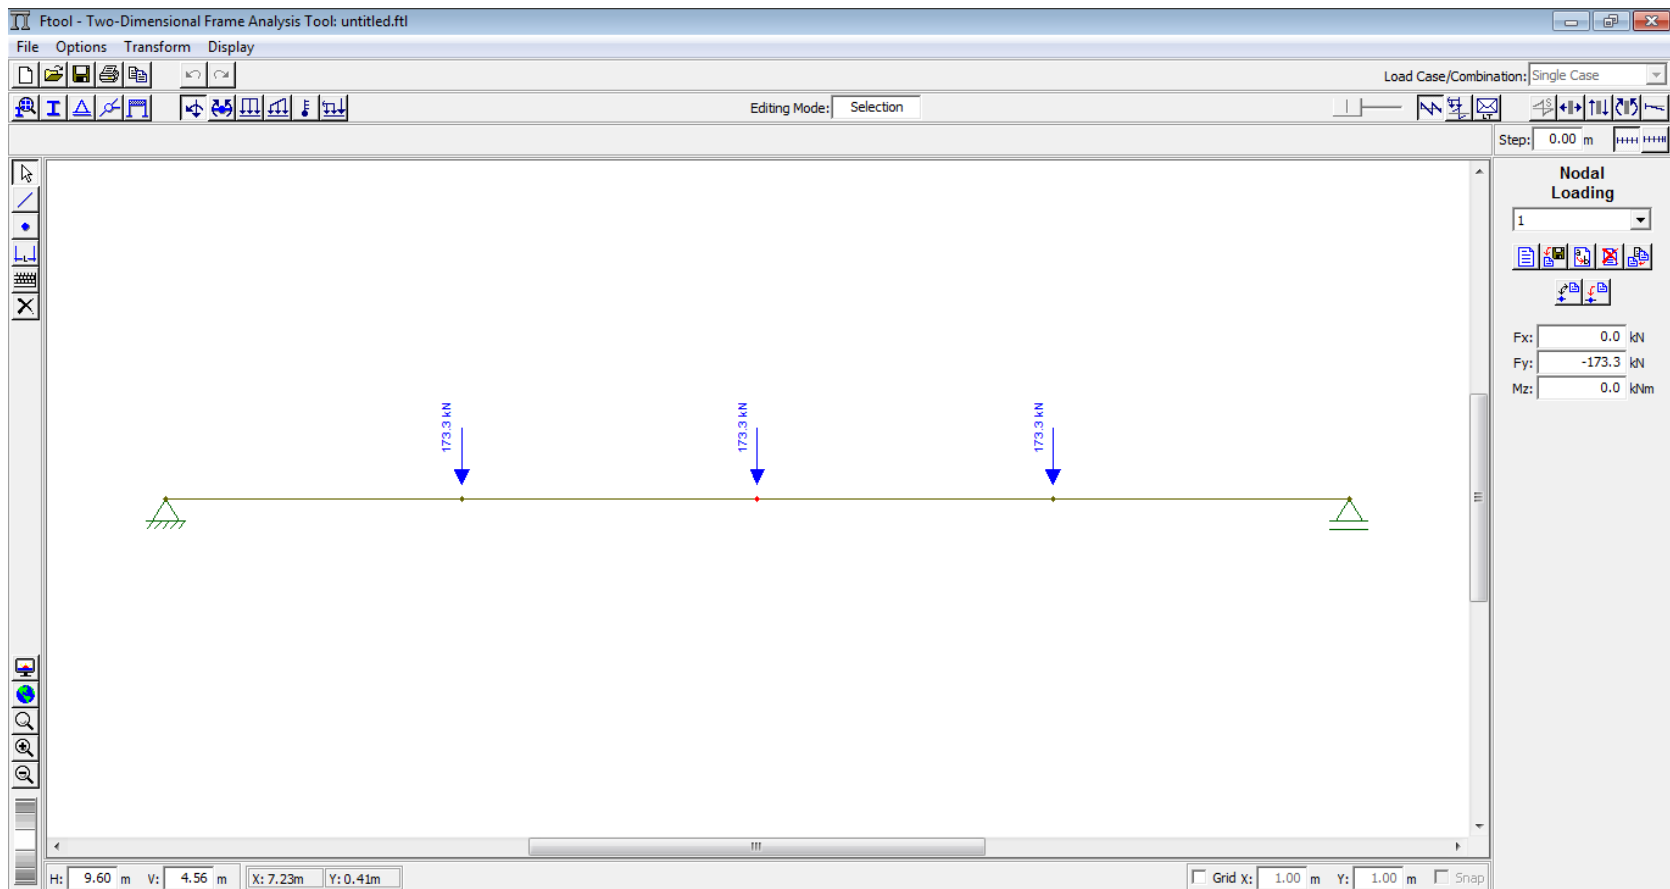 Ftool - Two-Dimensional Frame Analysis Tool: untitled.ftl
File Options Transform Display
Load Case/Combination: Single Case
Editing Mode: Selection
LT
Step: 0.00 m
Nodal
Loading
1
Fx: 0.0 kN
Fy: -173.3 kN
Mz: 0.0 kNm
173.3 kN 173.3 kN 173.3 kN
H: 9.60 m V: 4.56 m X: 7.23m Y: 0.41m Grid X: 1.00 m Y: 1.00 m Snap